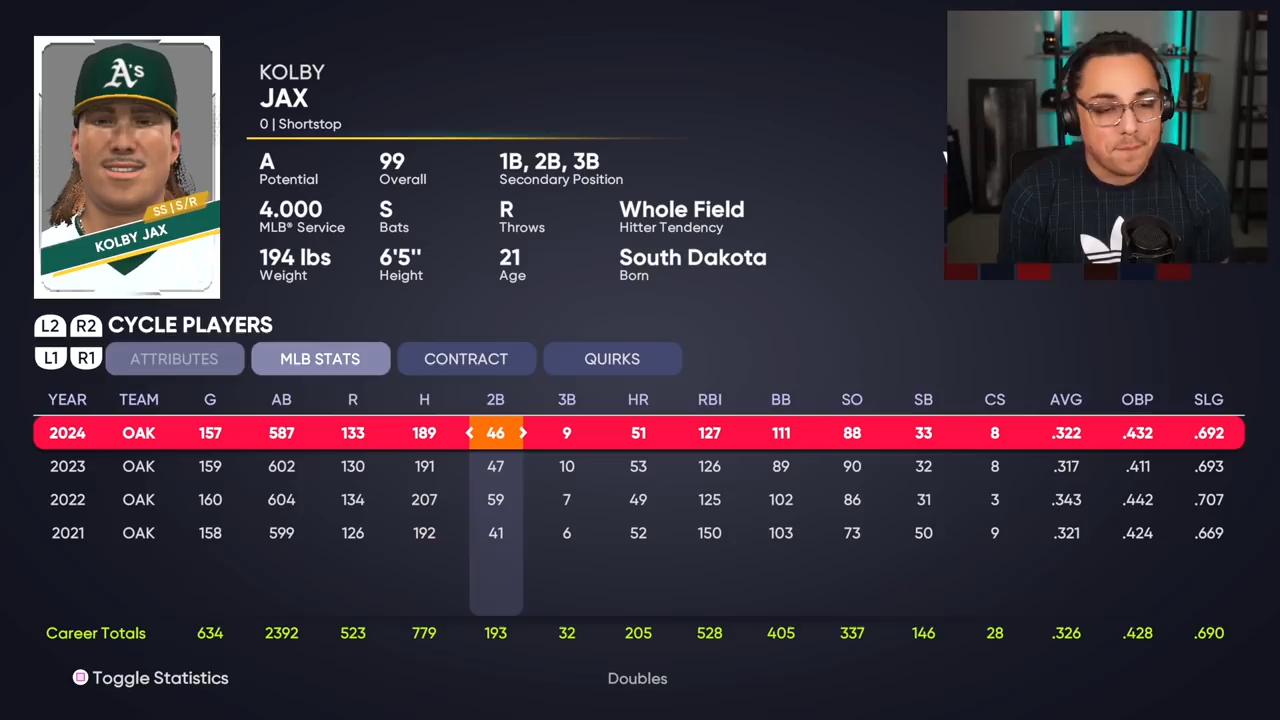 A's
SS | S/R
KOLBY JAX
KOLBY
JAX
0 | Shortstop
A
Potential
99
Overall
1B, 2B, 3B
Secondary Position
4.000
MLB® Service
S
Bats
R
Throws
Whole Field
Hitter Tendency
194 lbs
Weight
6'5"
Height
21
Age
South Dakota
Born
L2 R2 CYCLE PLAYERS
L1 R1 ATTRIBUTES MLB STATS CONTRACT QUIRKS
YEAR TEAM G AB R H 2B 3B HR RBI BB SO SB CS AVG OBP SLG
2024 OAK 157 587 133 189 46 9 51 127 111 88 33 8 .322 .432 .692
2023 OAK 159 602 130 191 47 10 53 126 89 90 32 8 .317 .411 .693
2022 OAK 160 604 134 207 59 7 49 125 102 86 31 3 .343 .442 .707
2021 OAK 158 599 126 192 41 6 52 150 103 73 50 9 .321 .424 .669
Career Totals 634 2392 523 779 193 32 205 528 405 337 146 28 .326 .428 .690
Toggle Statistics
Doubles